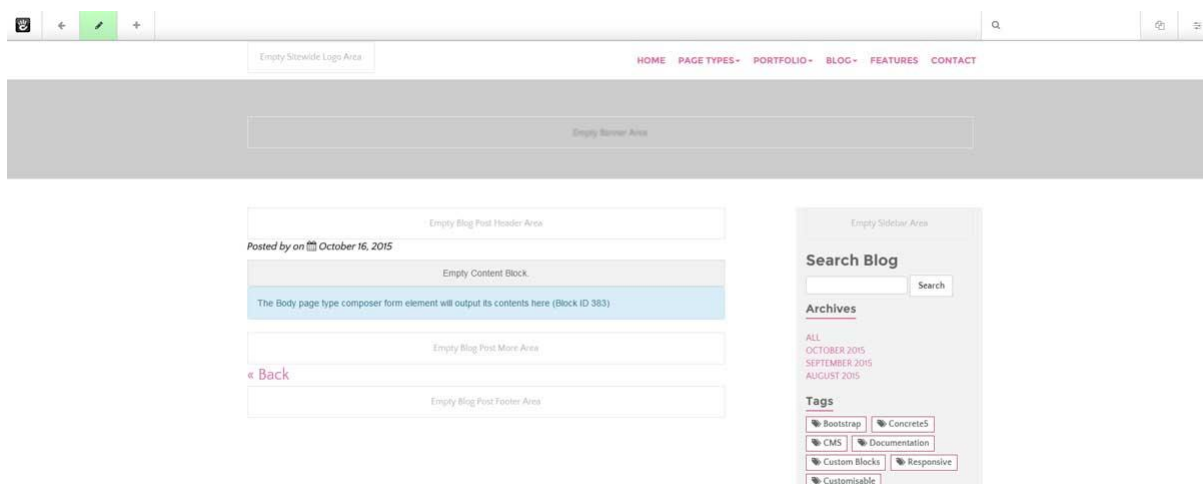 Empty Sitewide Logo Area
HOME PAGE TYPES PORTFOLIO BLOG FEATURES CONTACT
Empty Banner Area
Empty Blog Post Header Area
Posted by on October 16, 2015
Empty Content Block.
The Body page type composer form element will output its contents here (Block ID 383)
Empty Blog Post More Area
« Back
Empty Blog Post Footer Area
Empty Sidebar Area
Search Blog
Search
Archives
ALL
OCTOBER 2015
SEPTEMBER 2015
AUGUST 2015
Tags
Bootstrap Concrete5
CMS Documentation
Custom Blocks Responsive
Customisable